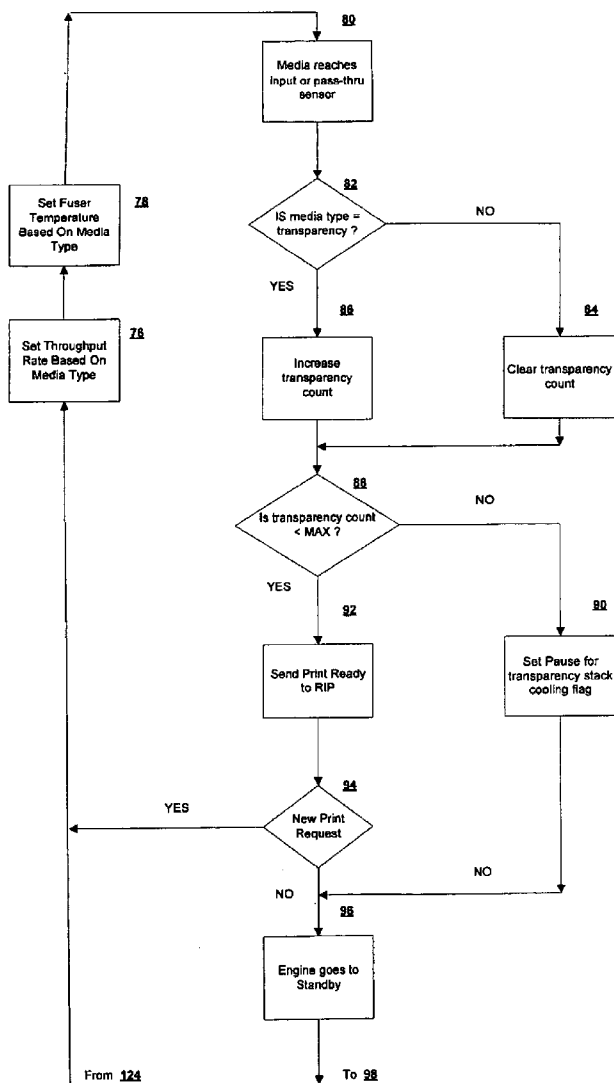 80
Media reaches
input or pass-thru
sensor
82
IS media type =
transparency ?
NO
YES
Set Fuser
Temperature
Based On Media
Type
78
86
84
Set Throughput
Rate Based On
Media Type
76
Increase
transparency
count
Clear transparency
count
88
Is transparency count
< MAX ?
NO
YES
92
90
Send Print Ready
to RIP
Set Pause for
transparency stack
cooling flag
94
YES
New Print
Request
NO
NO
96
Engine goes to
Standby
From 124
To 98